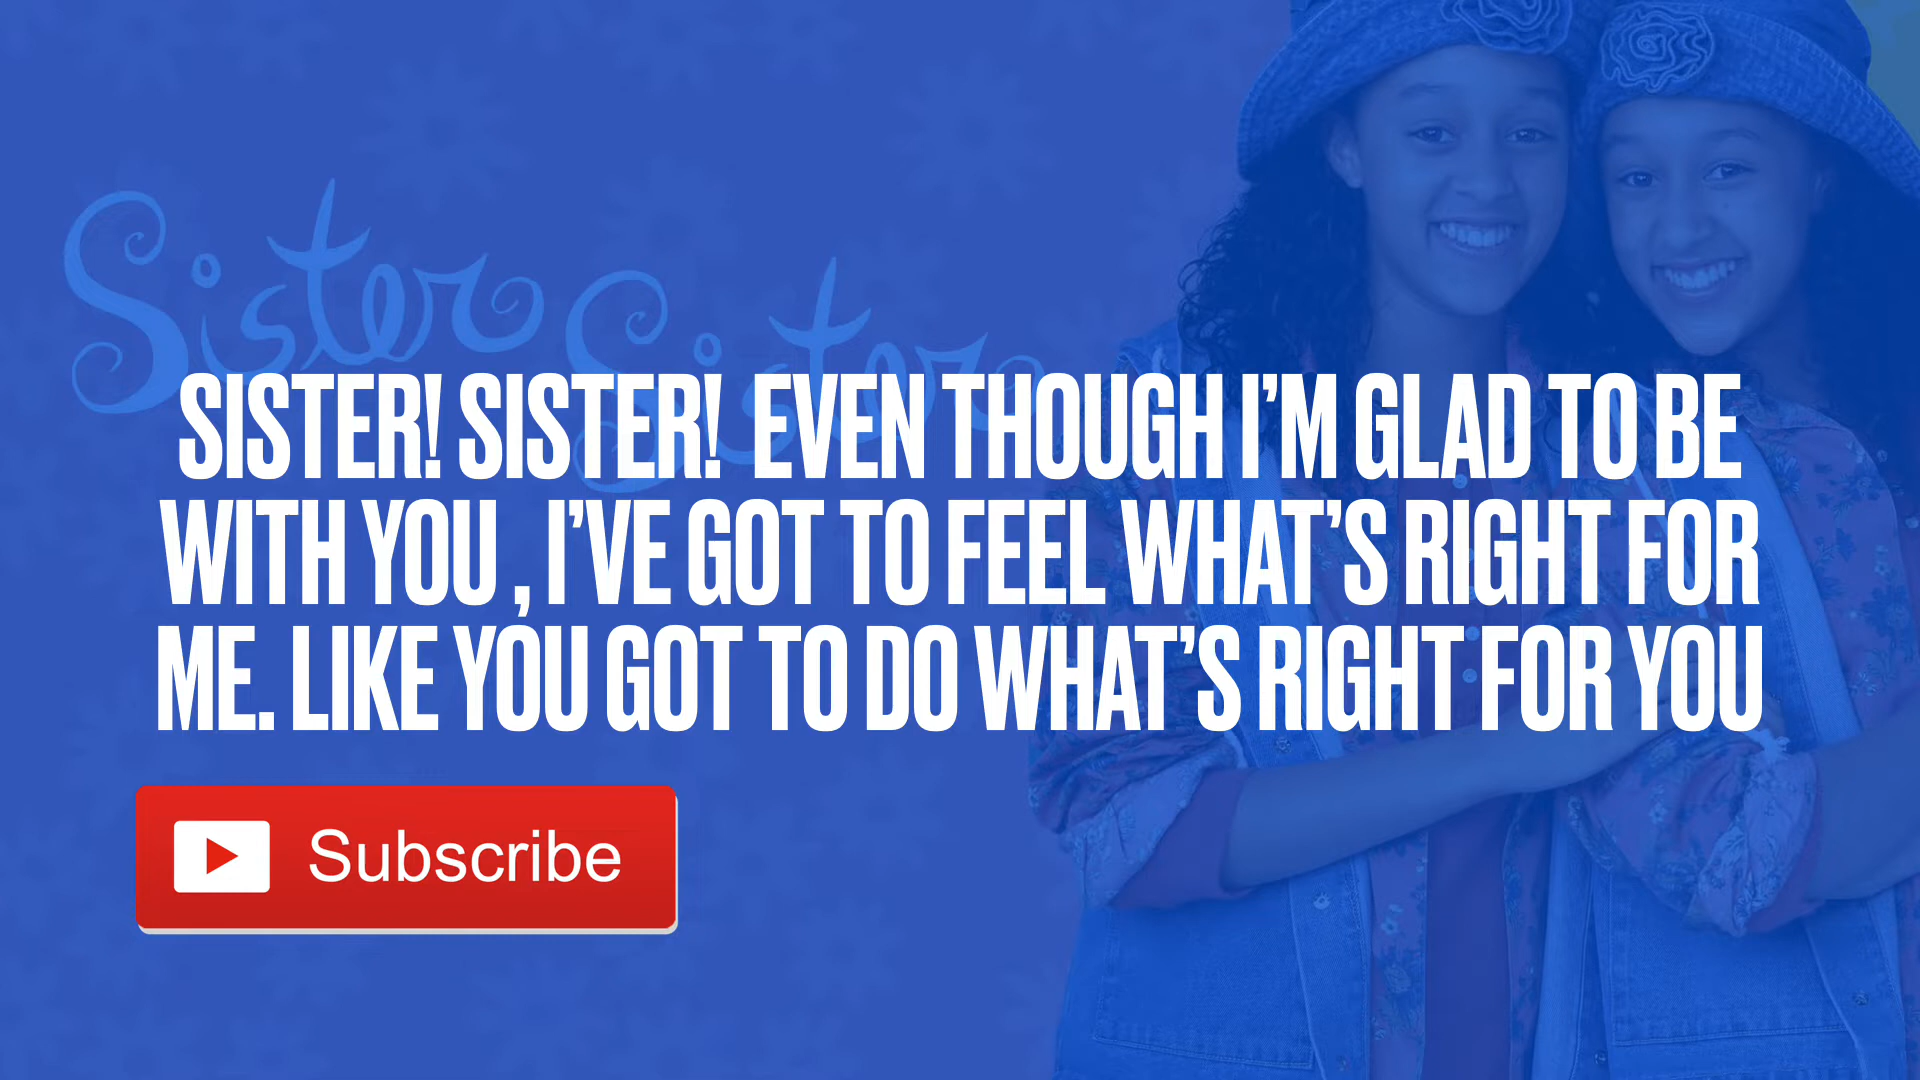 Sister Sister
SISTER! SISTER! EVEN THOUGH I'M GLAD TO BE
WITH YOU , I'VE GOT TO FEEL WHAT'S RIGHT FOR
ME. LIKE YOU GOT TO DO WHAT'S RIGHT FOR YOU
Subscribe